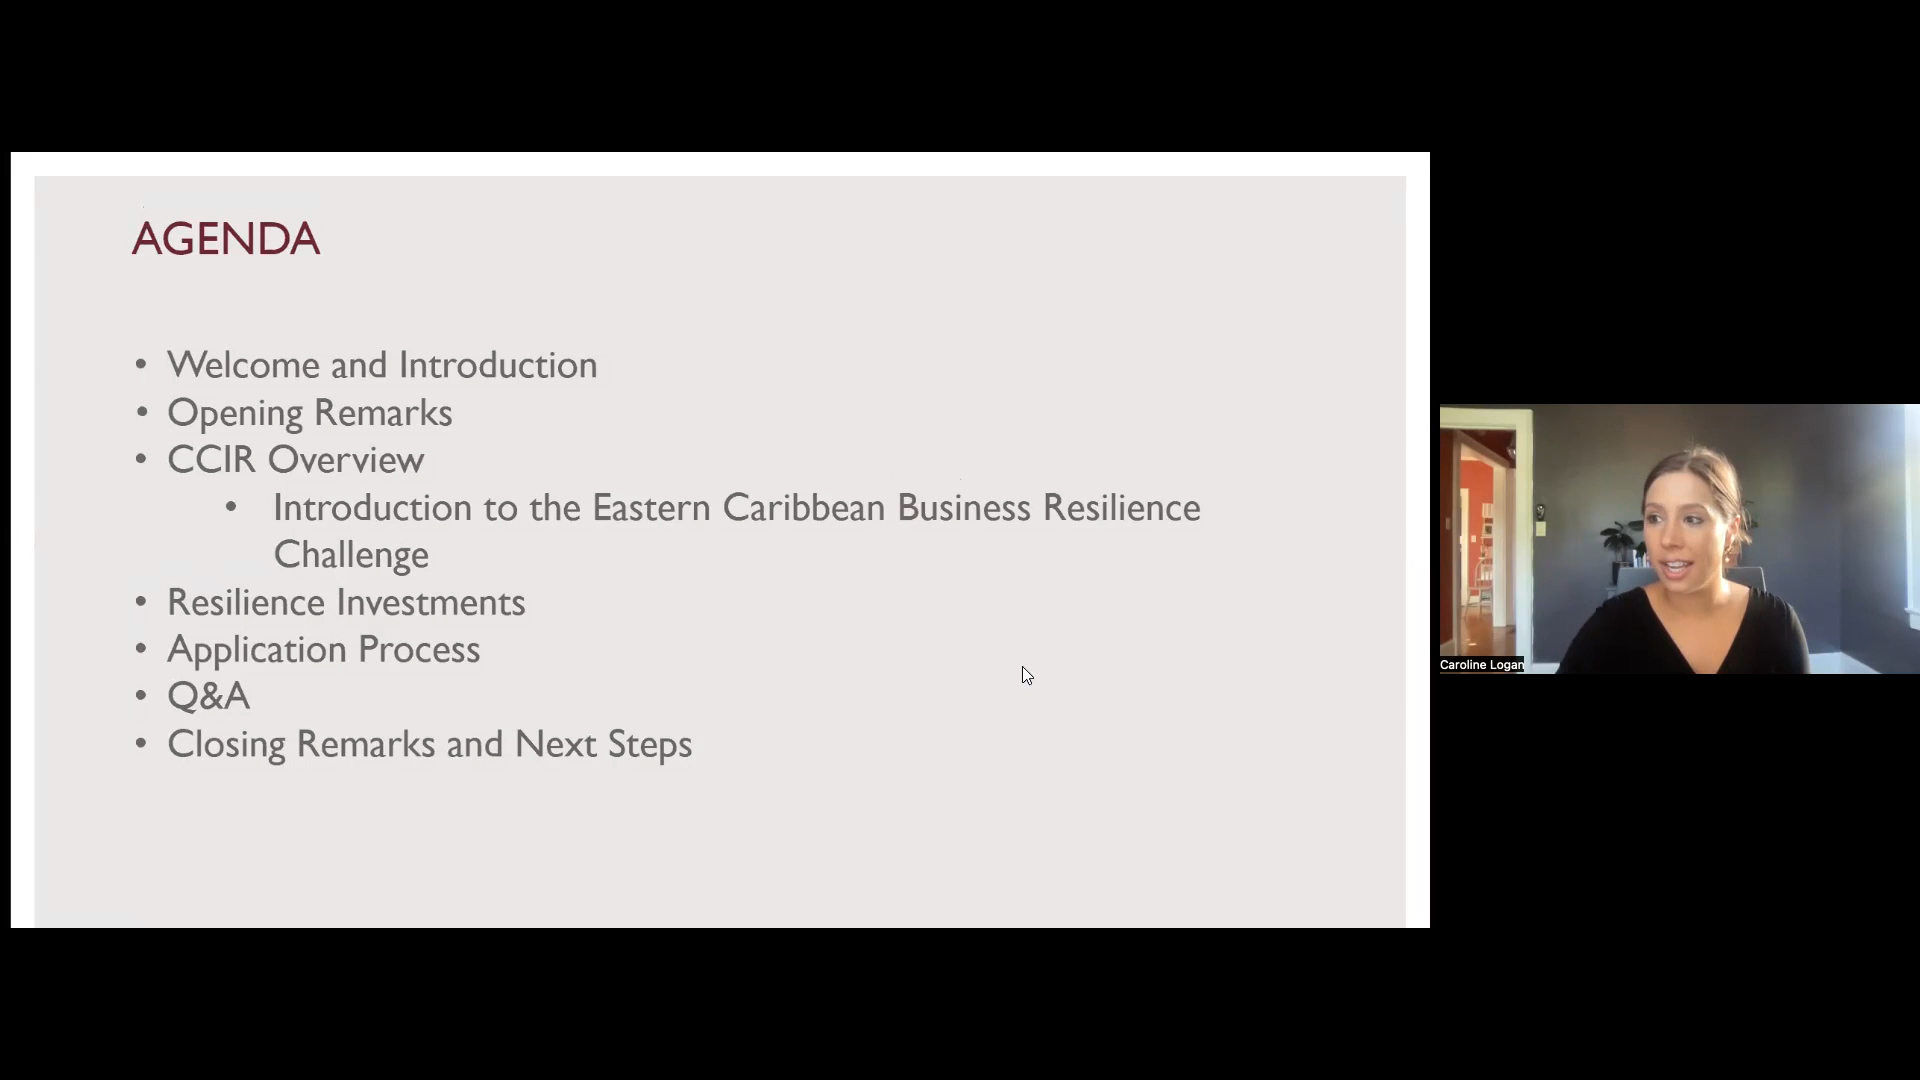 AGENDA
• Welcome and Introduction
• Opening Remarks
• CCIR Overview
• Introduction to the Eastern Caribbean Business Resilience
Challenge
• Resilience Investments
• Application Process
• Q&A
• Closing Remarks and Next Steps
Caroline Logan